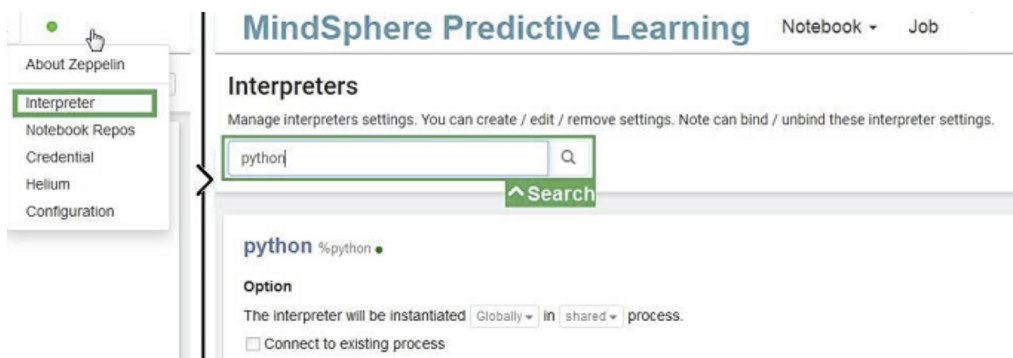 About Zeppelin
Interpreter
Notebook Repos
Credential
Helium
Configuration
MindSphere Predictive Learning Notebook Job
Interpreters
Manage interpreters settings. You can create / edit / remove settings. Note can bind / unbind these interpreter settings.
python
Search
python %python
Option
The interpreter will be instantiated Globally in shared process.
Connect to existing process